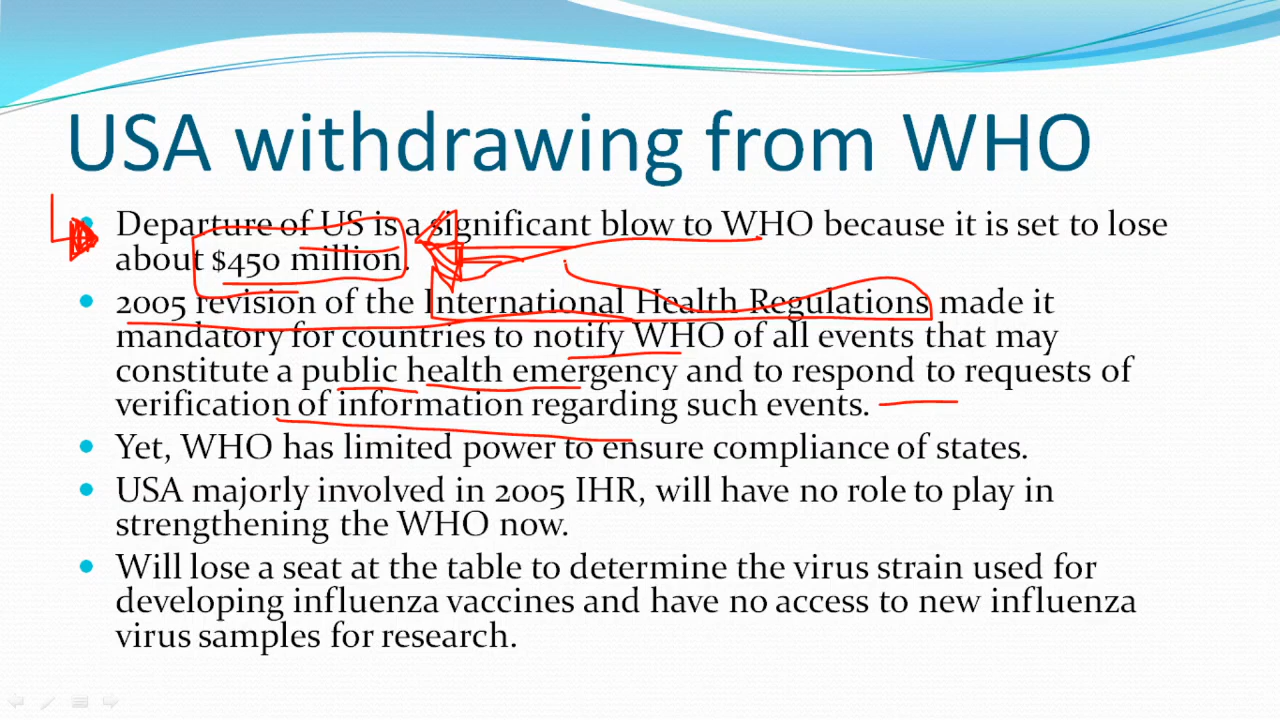 USA withdrawing from WHO
Departure of US is a significant blow to WHO because it is set to lose
about $450 million.
2005 revision of the International Health Regulations made it
mandatory for countries to notify WHO of all events that may
constitute a public health emergency and to respond to requests of
verification of information regarding such events.
Yet, WHO has limited power to ensure compliance of states.
USA majorly involved in 2005 IHR, will have no role to play in
strengthening the WHO now.
Will lose a seat at the table to determine the virus strain used for
developing influenza vaccines and have no access to new influenza
virus samples for research.